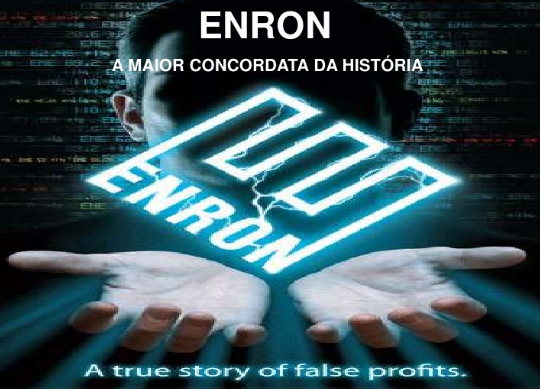 ENRON
A MAIOR CONCORDATA DA HISTÓRIA
ENRON
A true story of false profits.